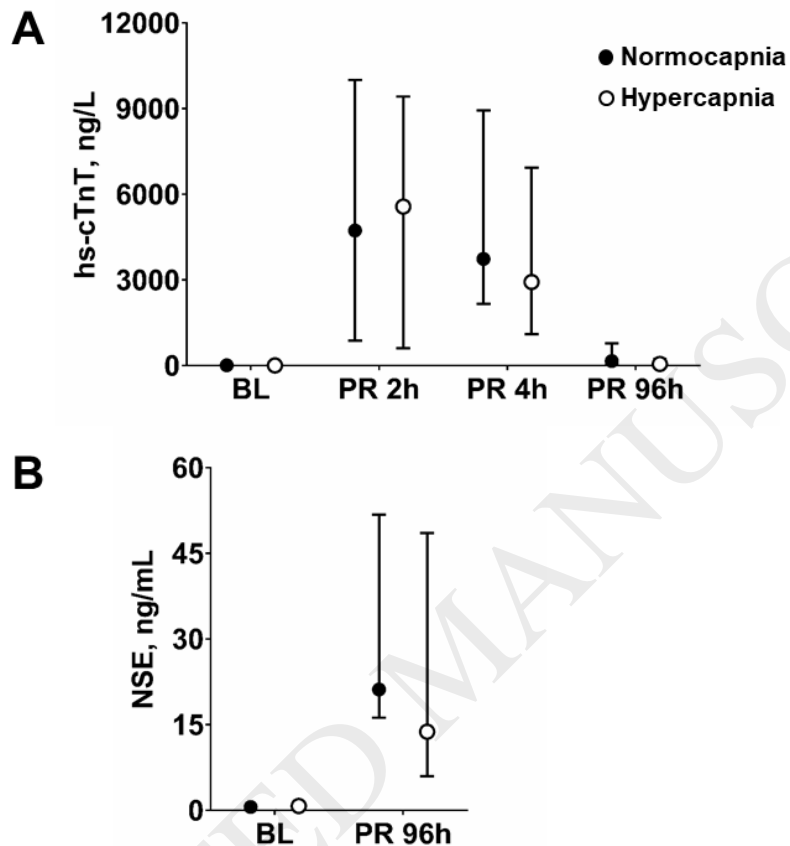 A
12000
9000
6000
3000
0
hs-cTnT, ng/L
Normocapnia
Hypercapnia
BL PR 2h PR 4h PR 96h
B
60
45
30
15
0
NSE, ng/mL
BL PR 96h